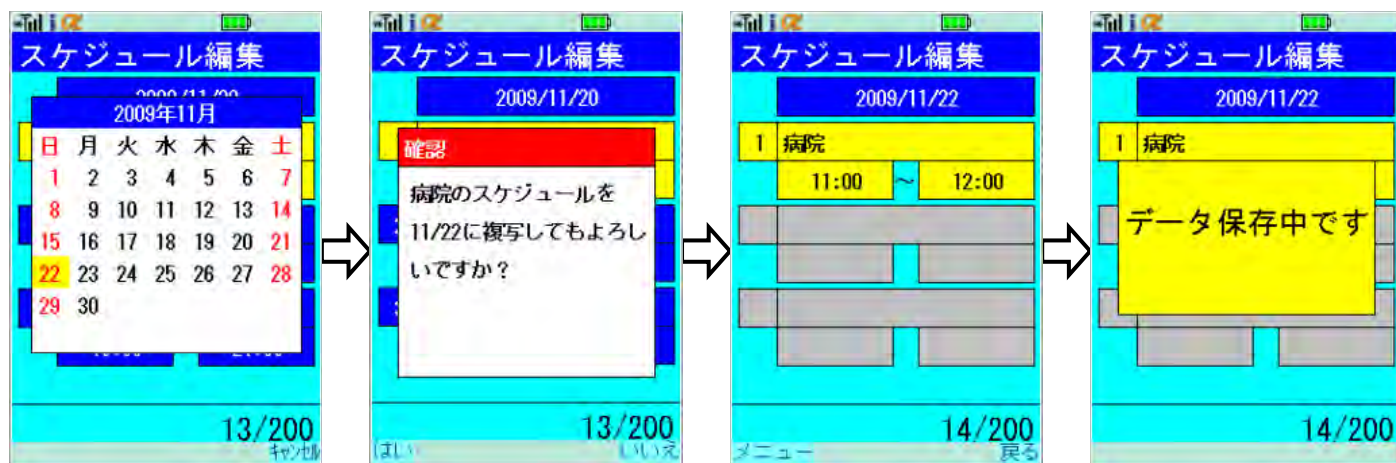 スケジュール編集
2009年11月
日 月 火 水 木 金 土
1 2 3 4 5 6 7
8 9 10 11 12 13 14
15 16 17 18 19 20 21
22 23 24 25 26 27 28
29 30
13/200
キャンセル
スケジュール編集
2009/11/20
確認
病院のスケジュールを
11/22に複写してもよろし
いですか？
13/200
はい いいえ
スケジュール編集
2009/11/22
1 病院
11:00 ～ 12:00
14/200
メニュー 戻る
スケジュール編集
2009/11/22
1 病院
データ保存中です
14/200